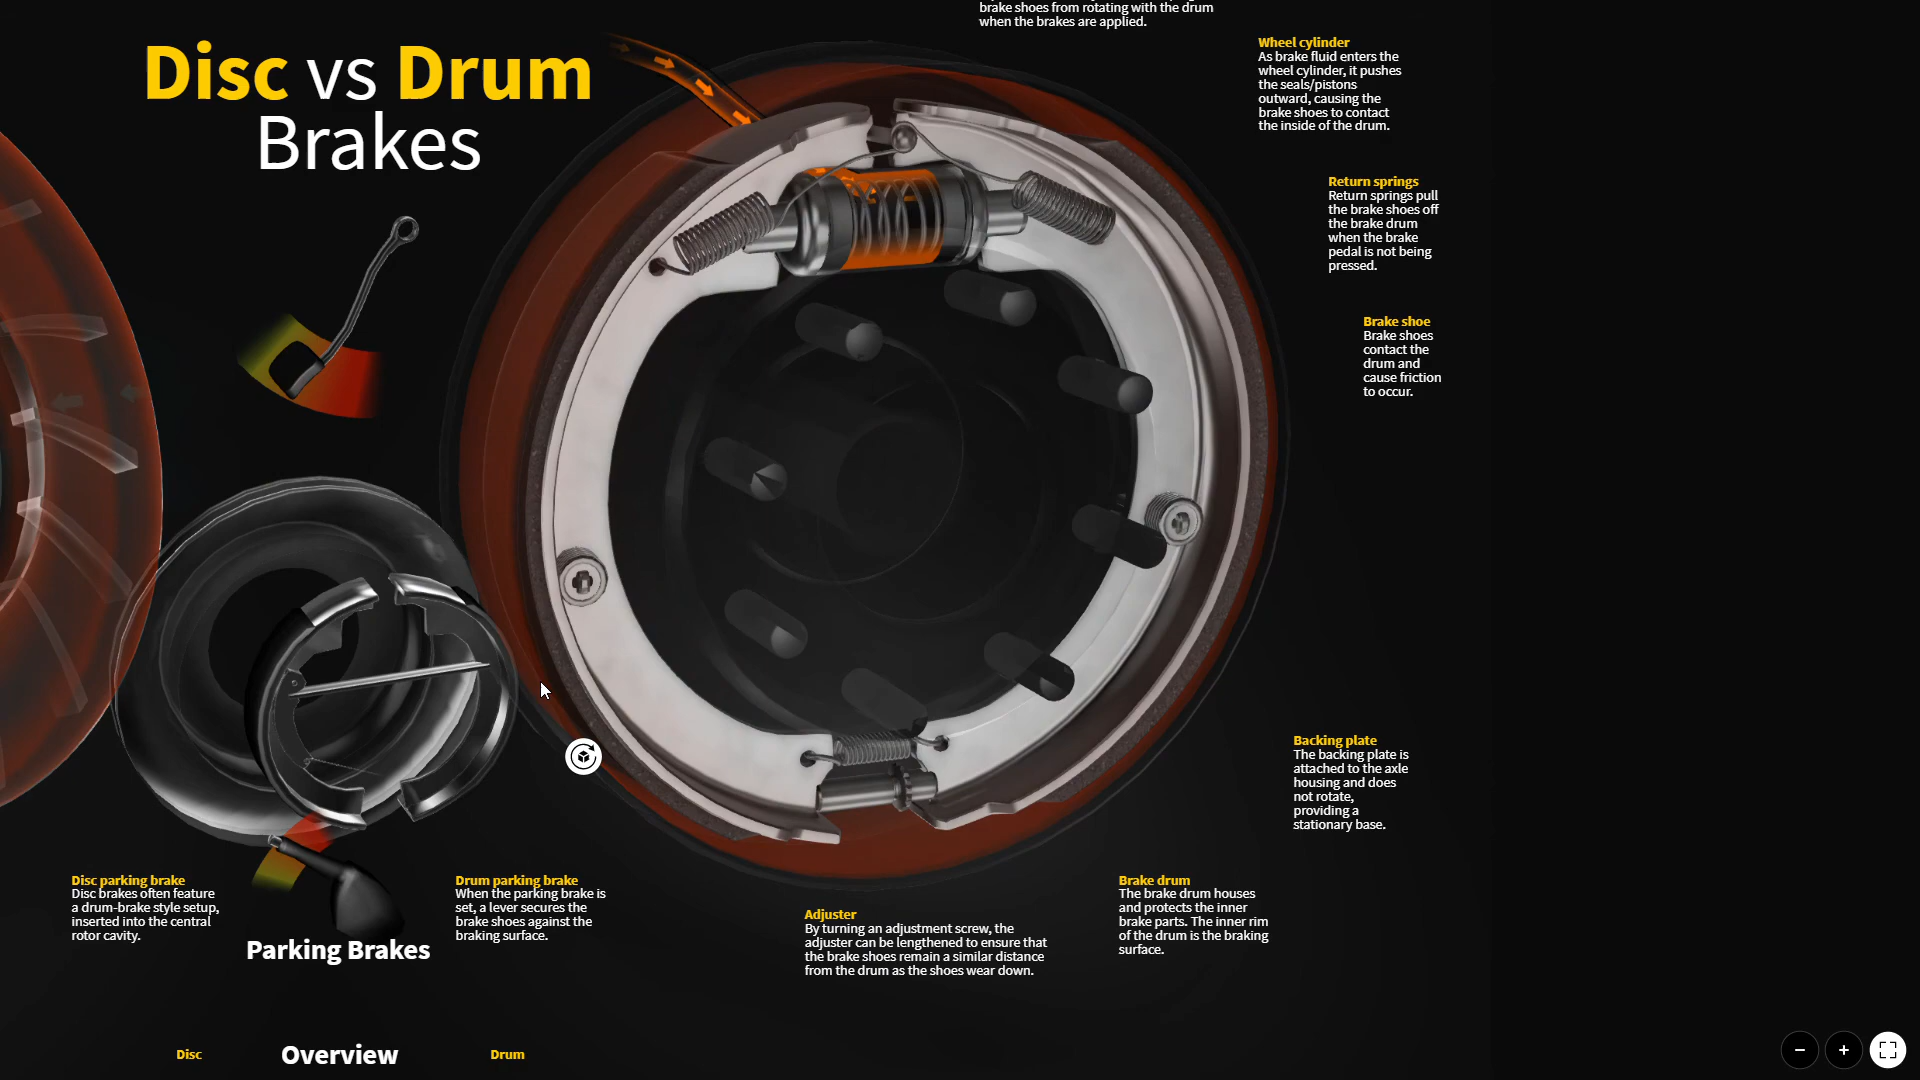 brake shoes from rotating with the drum
when the brakes are applied.
Disc vs Drum
Brakes
Wheel cylinder
As brake fluid enters the
wheel cylinder, it pushes
the seals/pistons
outward, causing the
brake shoes to contact
the inside of the drum.
Return springs
Return springs pull
the brake shoes off
the brake drum
when the brake
pedal is not being
pressed.
Brake shoe
Brake shoes
contact the
drum and
cause friction
to occur.
Backing plate
The backing plate is
attached to the axle
housing and does
not rotate,
providing a
stationary base.
Disc parking brake
Disc brakes often feature
a drum-brake style setup,
inserted into the central
rotor cavity.
Parking Brakes
Drum parking brake
When the parking brake is
set, a lever secures the
brake shoes against the
braking surface.
Adjuster
By turning an adjustment screw, the
adjuster can be lengthened to ensure that
the brake shoes remain a similar distance
from the drum as the shoes wear down.
Brake drum
The brake drum houses
and protects the inner
brake parts. The inner rim
of the drum is the braking
surface.
Disc
Overview
Drum